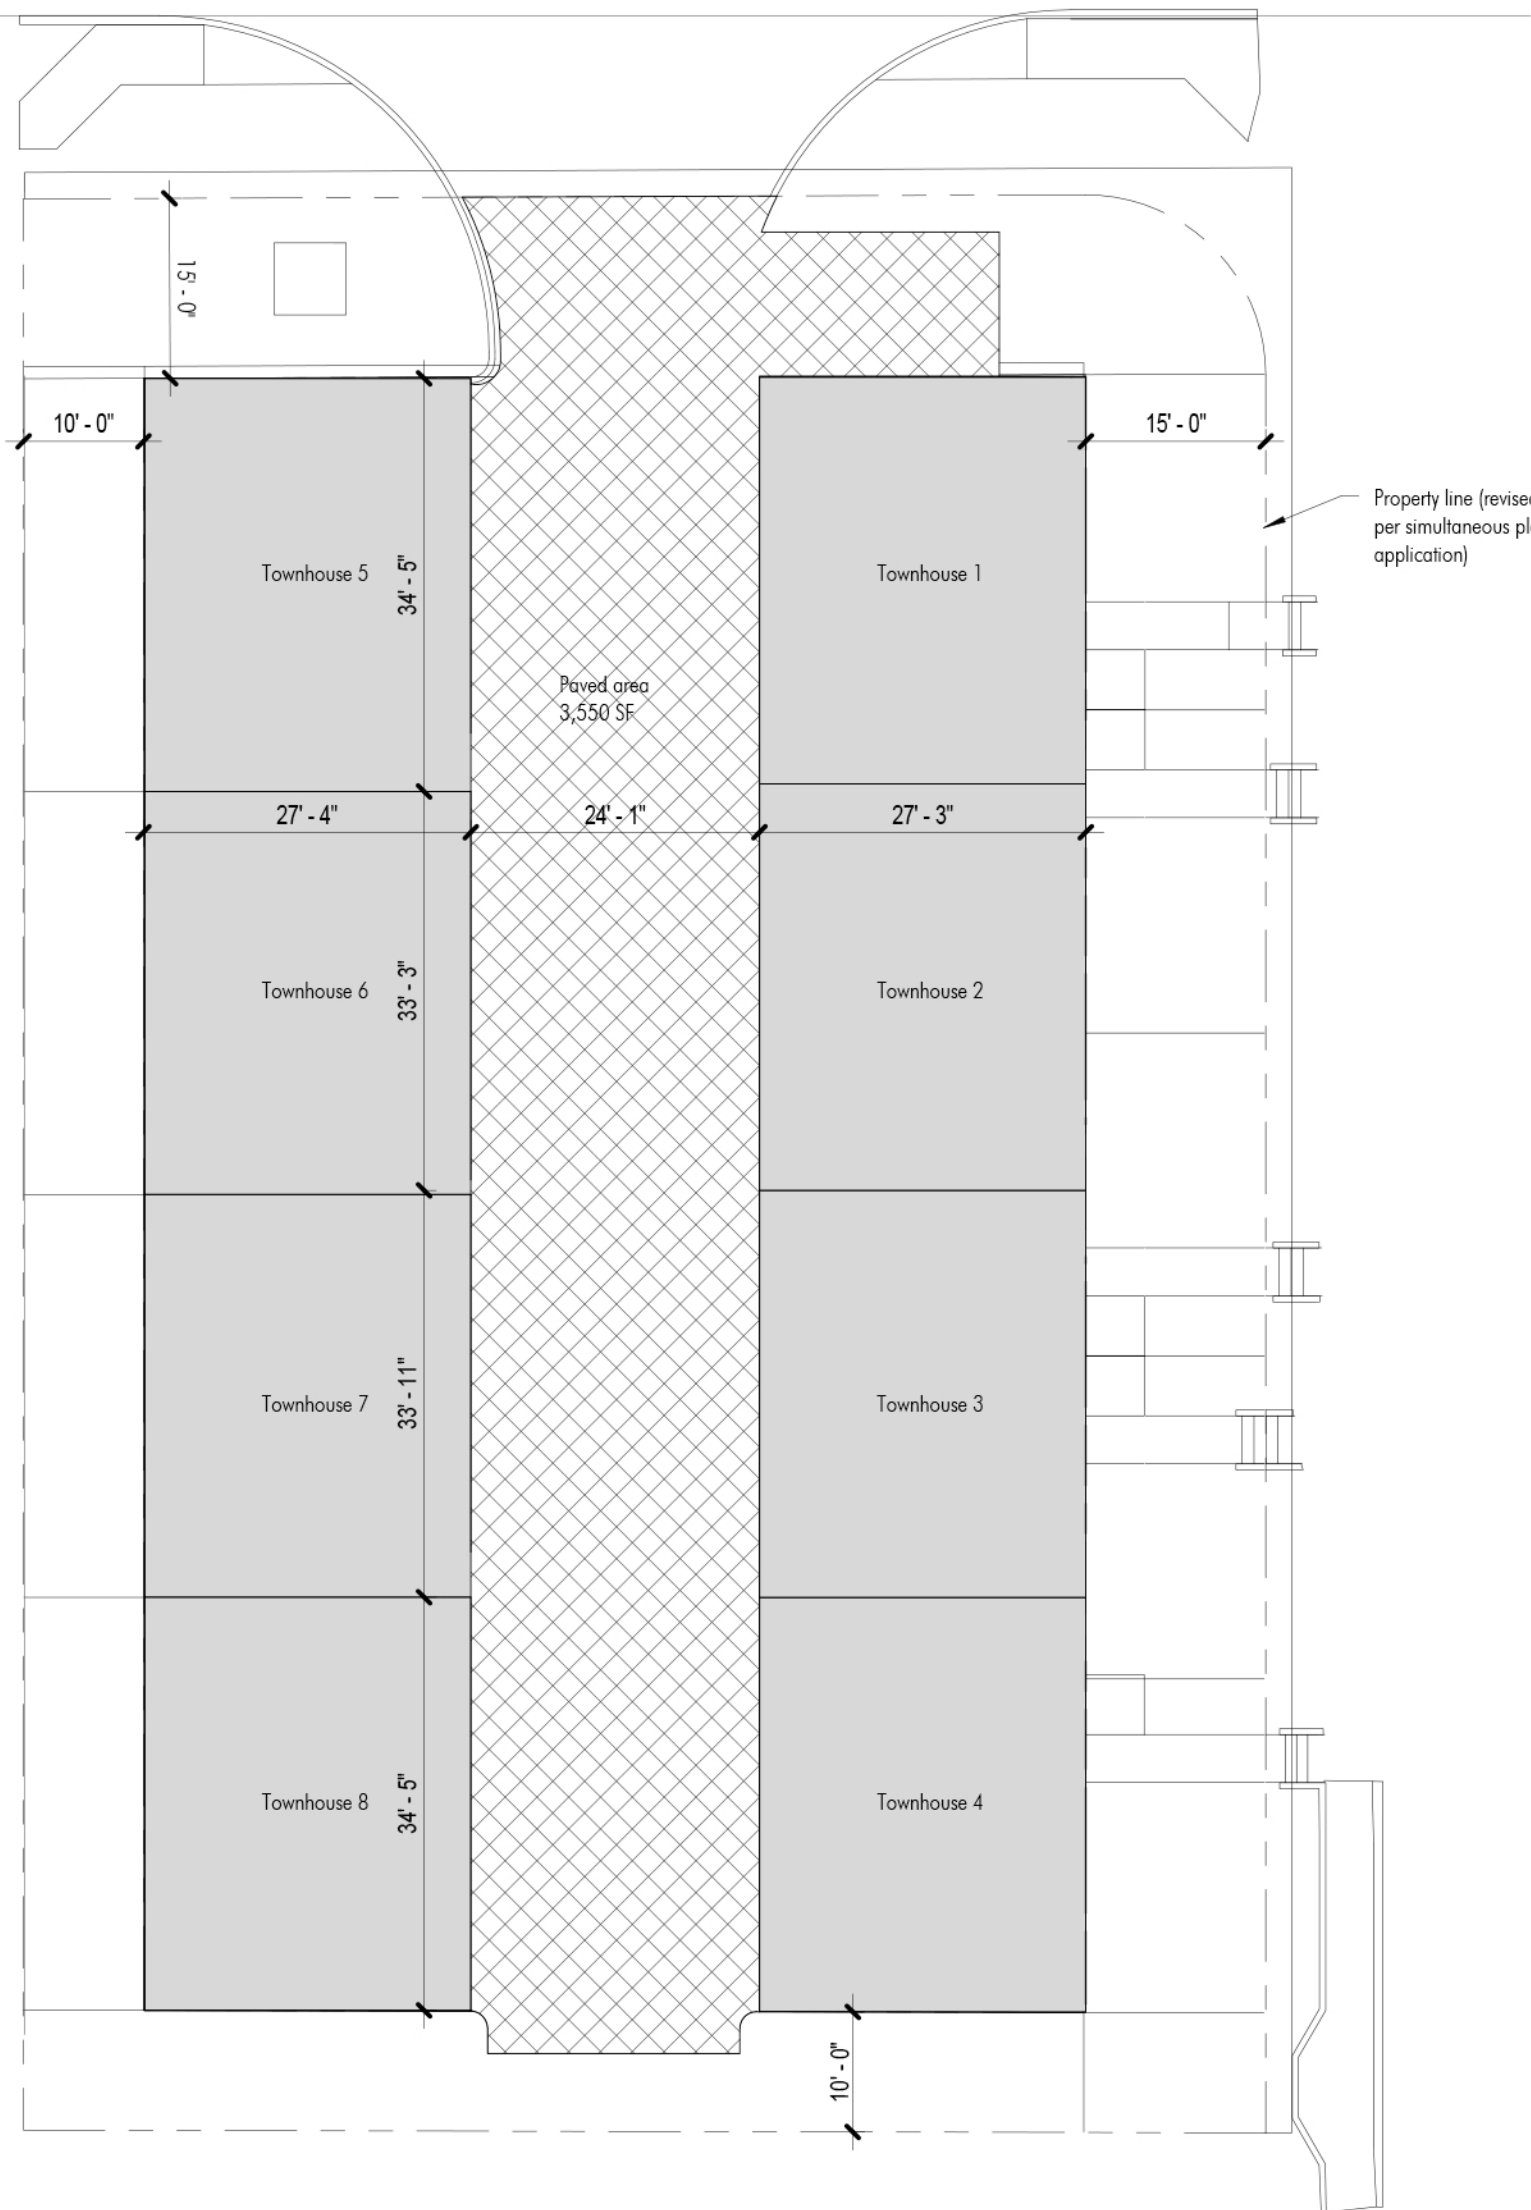 15' - 0"
10' - 0"
15' - 0"
Property line (revised
per simultaneous pl
application)
Townhouse 5
34' - 5"
Townhouse 1
Paved area
3,550 SF
27' - 4"
24' - 1"
27' - 3"
Townhouse 6
33' - 3"
Townhouse 2
Townhouse 7
33' - 11"
Townhouse 3
Townhouse 8
34' - 5"
Townhouse 4
10' - 0"